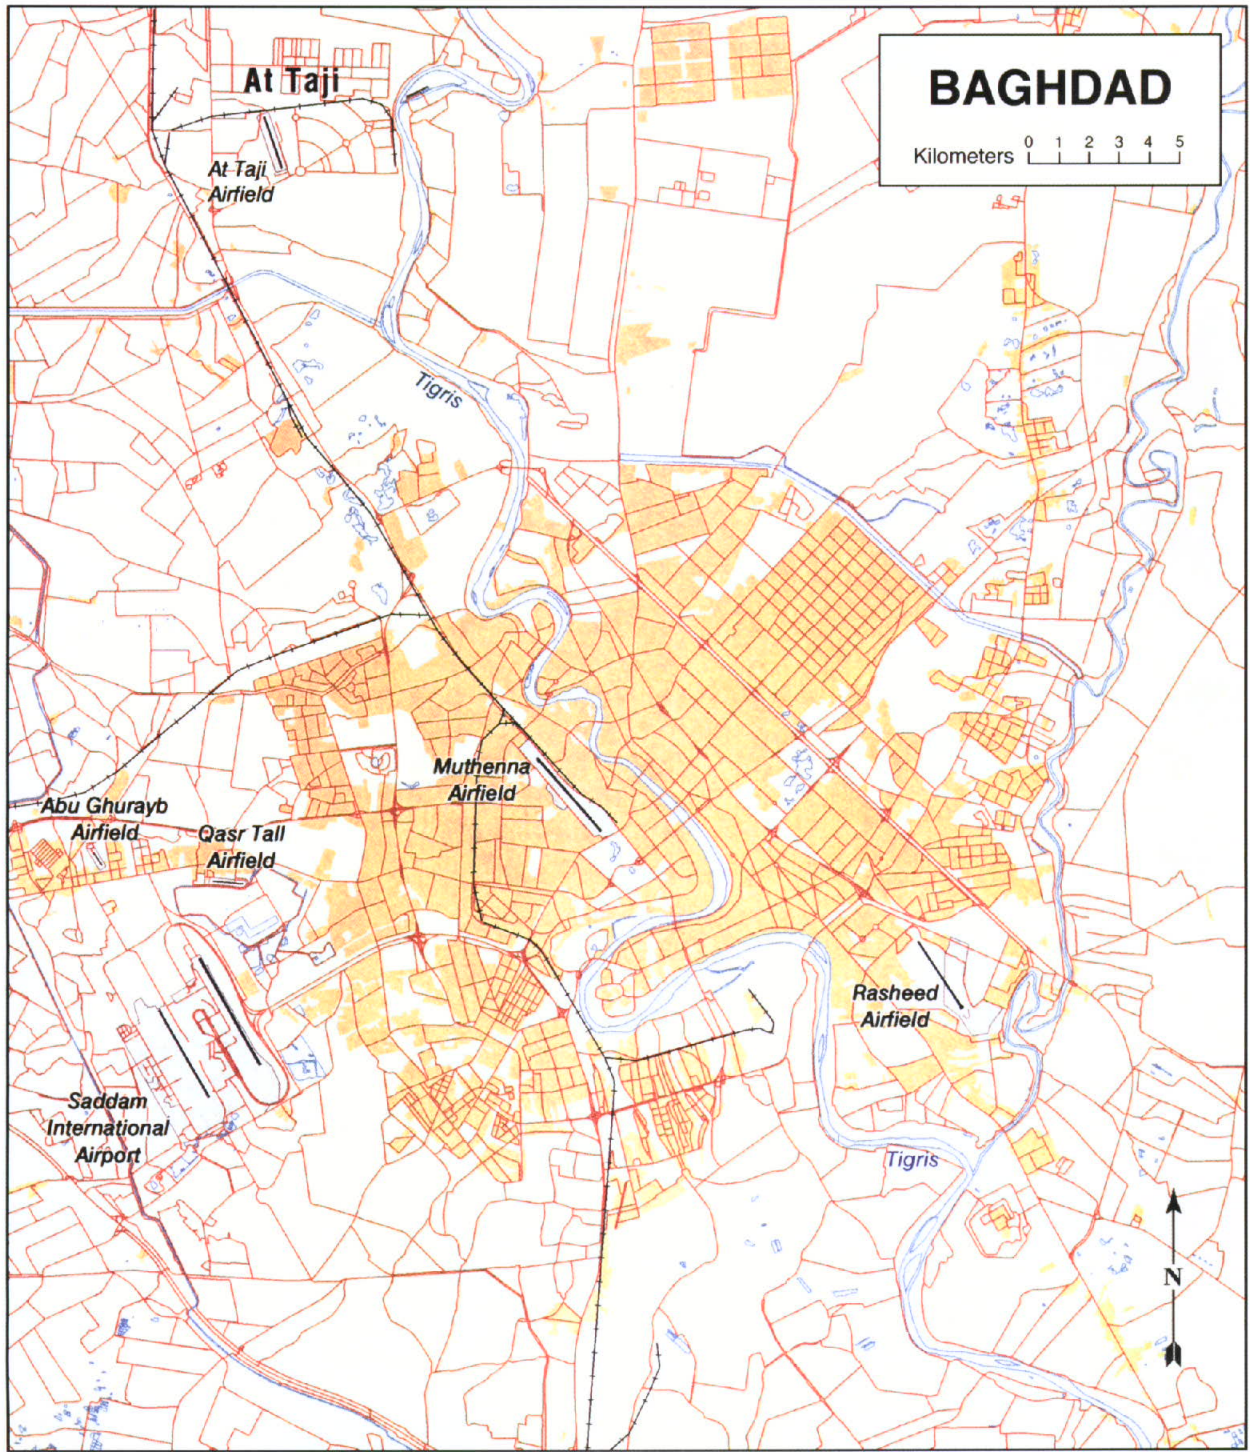 BAGHDAD
Kilometers 0 1 2 3 4 5
At Taji
At Taji
Airfield
Tigris
Muthenna
Airfield
Abu Ghurayb
Airfield
Qasr Tall
Airfield
Rasheed
Airfield
Saddam
International
Airport
Tigris
N